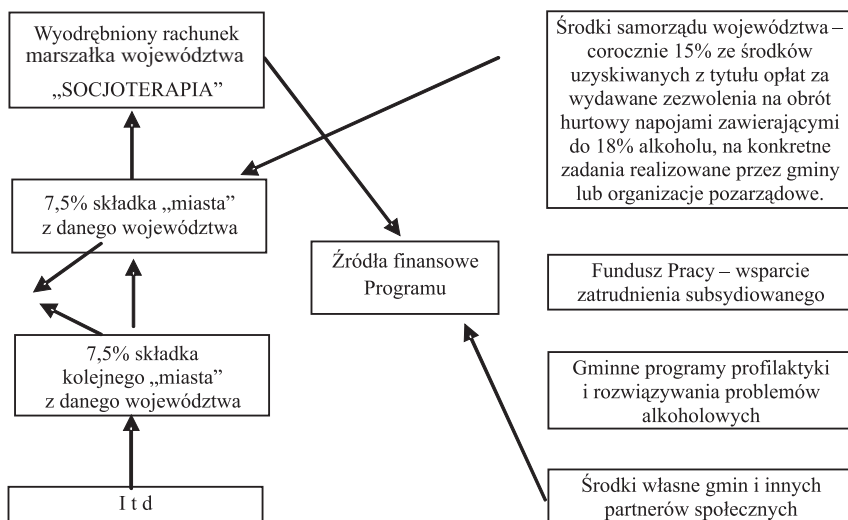 Wyodrębniony rachunek
marszałka województwa
„SOCJOTERAPIA”
7,5% składka „miasta”
z danego województwa
7,5% składka
kolejnego „miasta”
z danego województwa
I t d
Źródła finansowe
Programu
Środki samorządu województwa –
corocznie 15% ze środków
uzyskiwanych z tytułu opłat za
wydawane zezwolenia na obrót
hurtowy napojami zawierającymi
do 18% alkoholu, na konkretne
zadania realizowane przez gminy
lub organizacje pozarządowe.
Fundusz Pracy – wsparcie
zatrudnienia subsydiowanego
Gminne programy profilaktyki
i rozwiązywania problemów
alkoholowych
Środki własne gmin i innych
partnerów społecznych